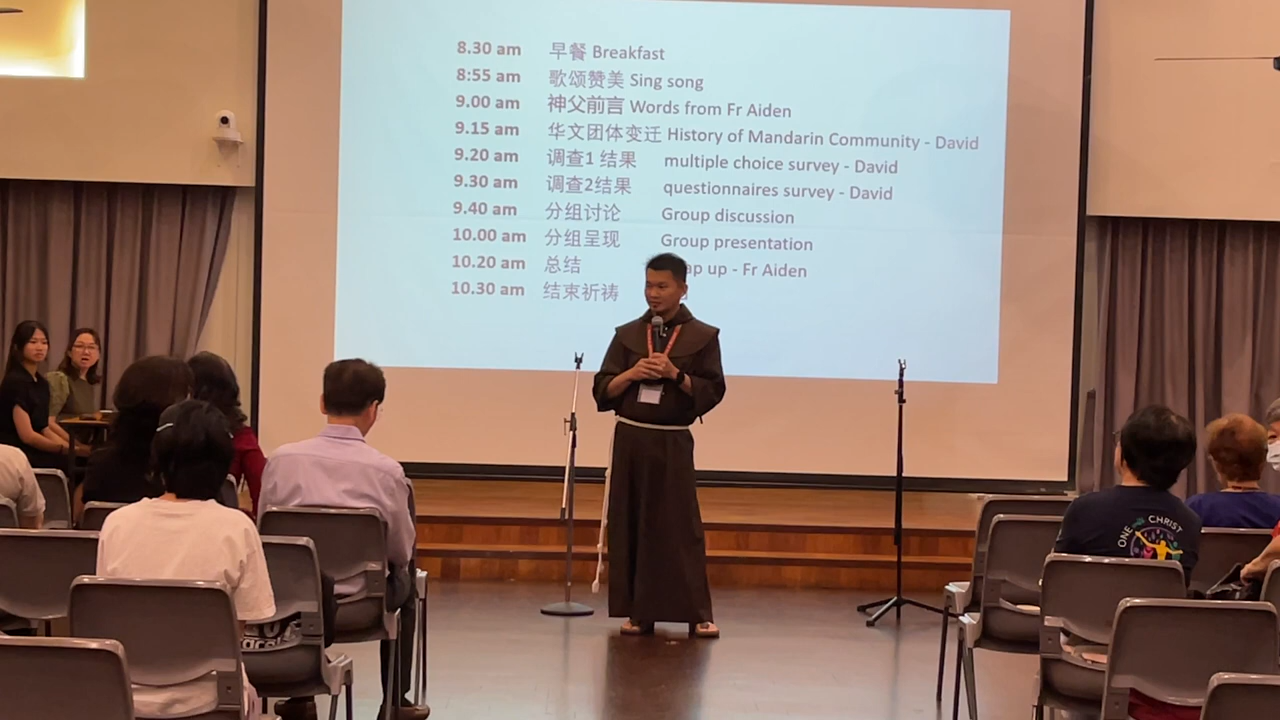 8.30 am 早餐 Breakfast
8:55 am 歌颂赞美 Sing song
9.00 am 神父前言 Words from Fr Aiden
9.15 am 华文团体变迁 History of Mandarin Community - David
9.20 am 调查1 结果 multiple choice survey - David
9.30 am 调查2结果 questionnaires survey - David
9.40 am 分组讨论 Group discussion
10.00 am 分组呈现 Group presentation
10.20 am 总结 ap up - Fr Aiden
10.30 am 结束祈祷
ONE CHRIST